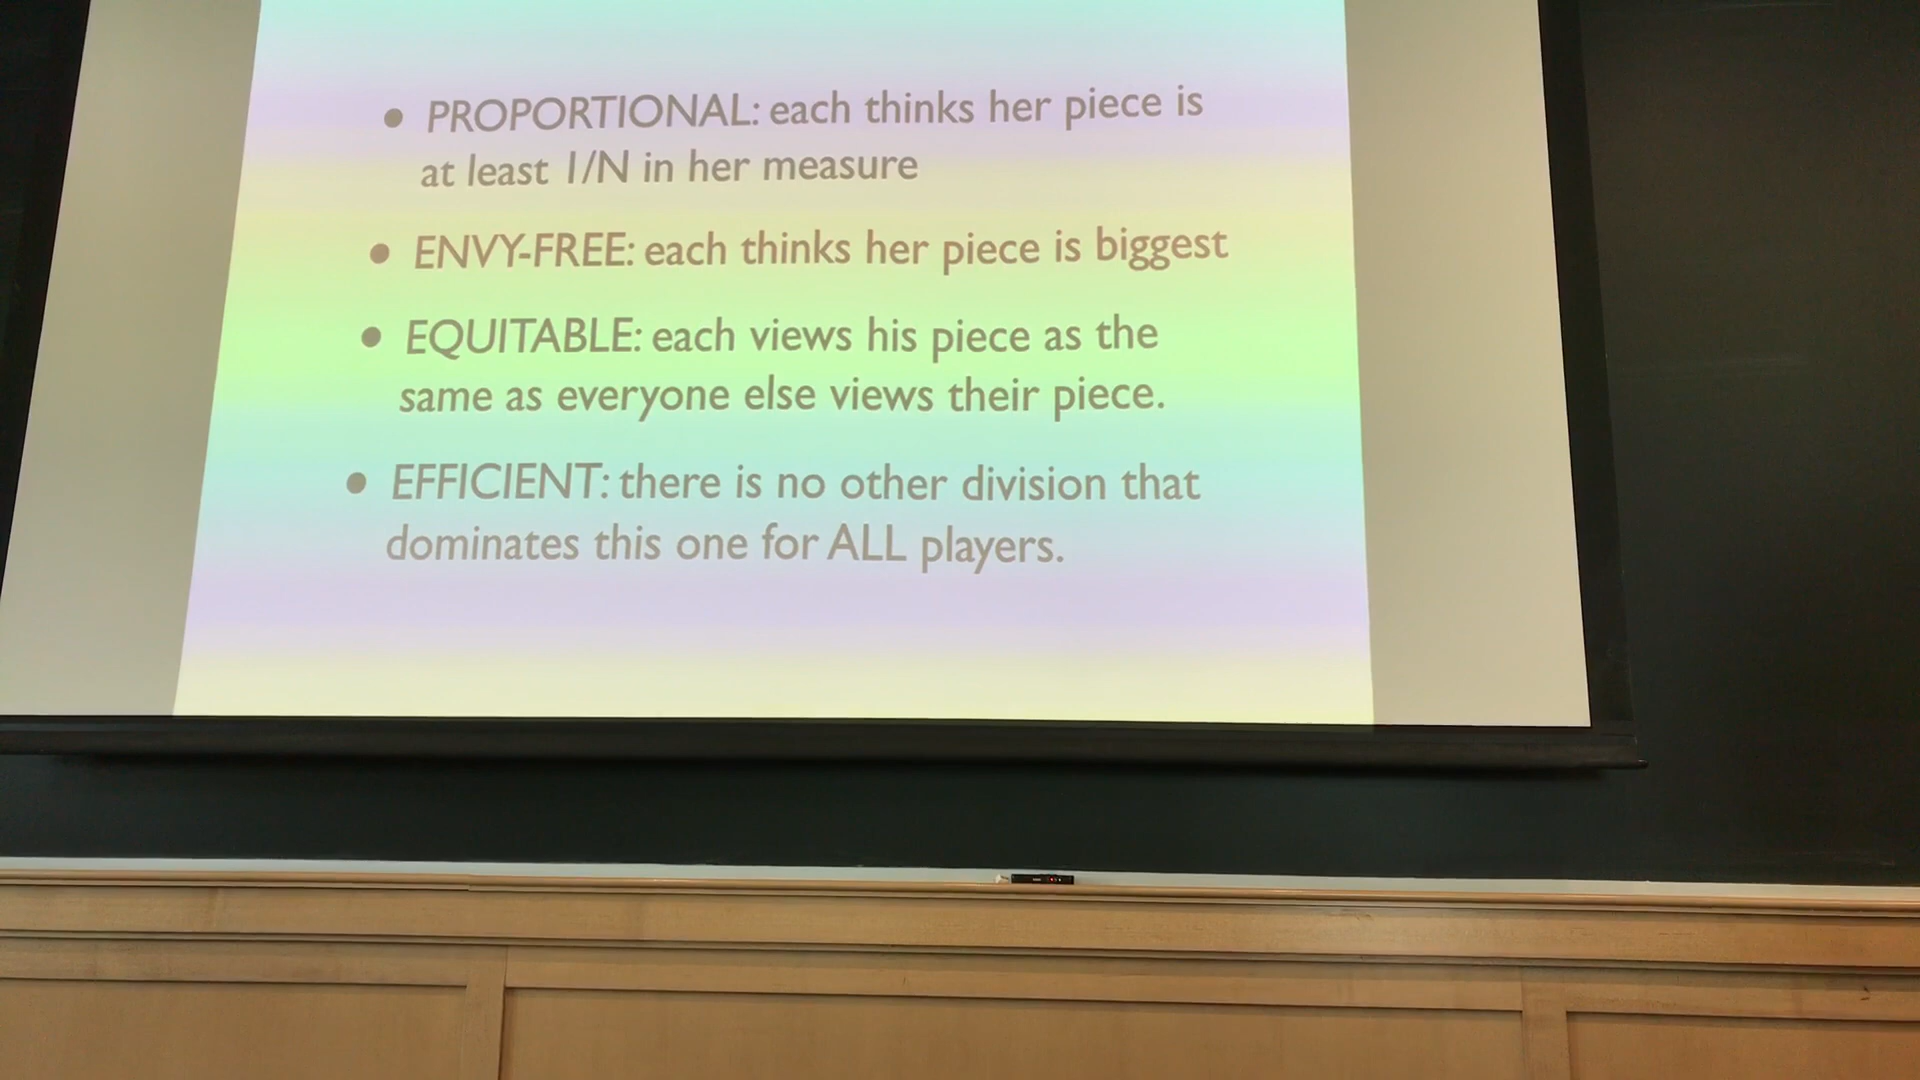 • PROPORTIONAL: each thinks her piece is
at least 1/N in her measure
• ENVY-FREE: each thinks her piece is biggest
• EQUITABLE: each views his piece as the
same as everyone else views their piece.
• EFFICIENT: there is no other division that
dominates this one for ALL players.